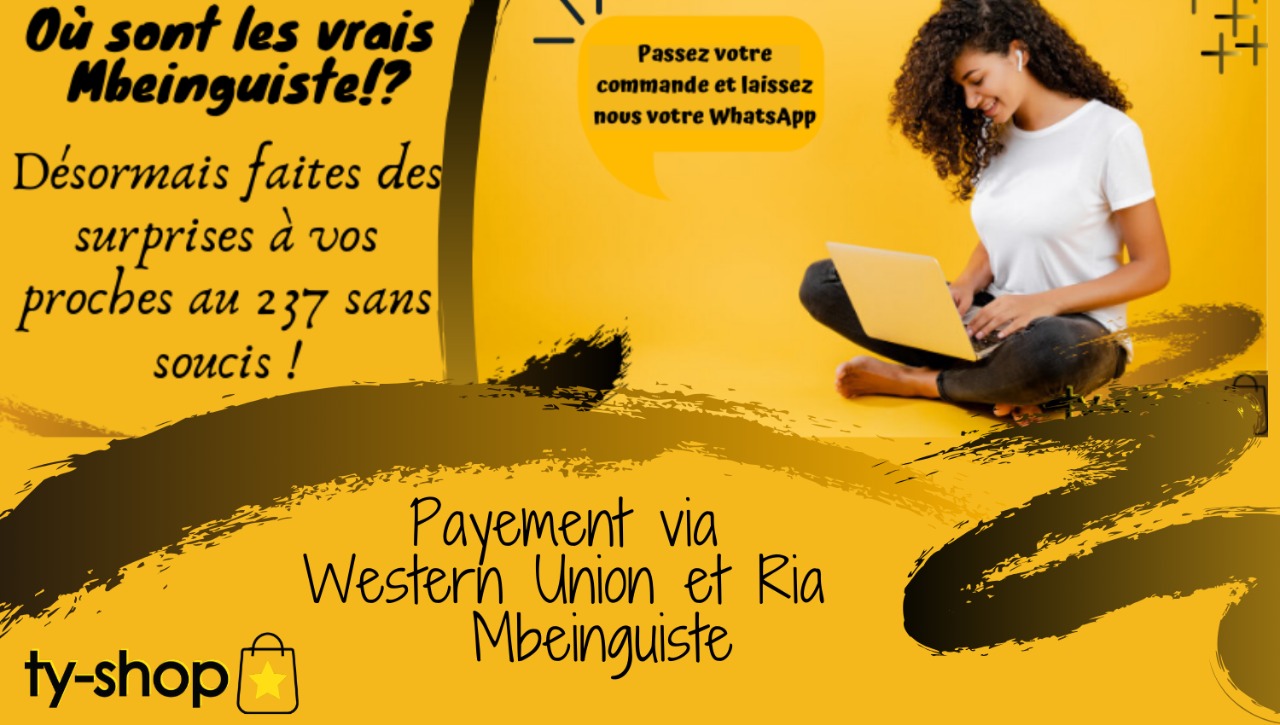 Où sont les vrais
Mbeinguiste!?
Désormais faites des
surprises à vos
proches au 237 sans
soucis !
Passez votre
commande et laissez
nous votre WhatsApp
Payement via
Western Union et Ria
Mbeinguiste
ty-shop